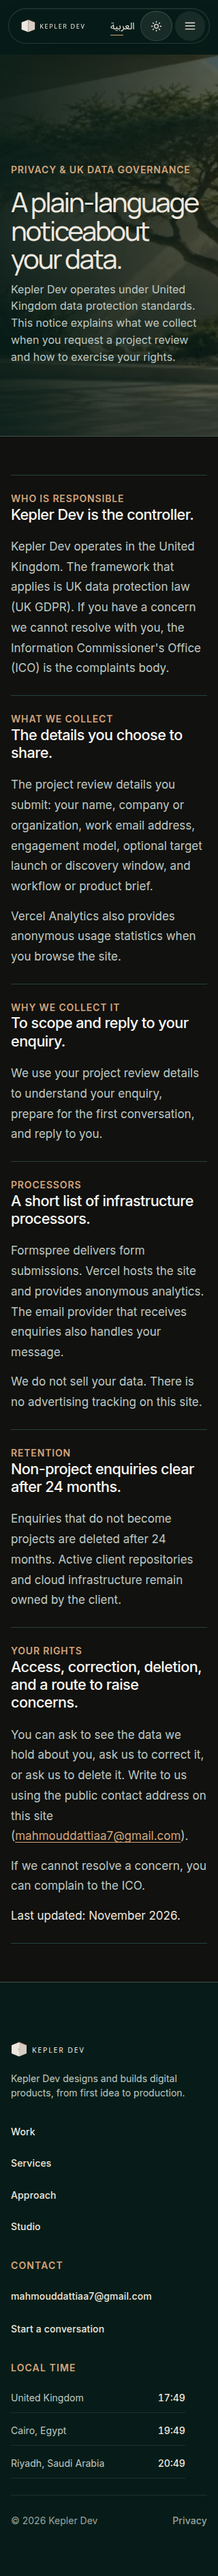 KEPLER DEV
العربية
PRIVACY & UK DATA GOVERNANCE
A plain-language
noticeabout
your data.
Kepler Dev operates under United
Kingdom data protection standards.
This notice explains what we collect
when you request a project review
and how to exercise your rights.
WHO IS RESPONSIBLE
Kepler Dev is the controller.
Kepler Dev operates in the United
Kingdom. The framework that
applies is UK data protection law
(UK GDPR). If you have a concern
we cannot resolve with you, the
Information Commissioner's Office
(ICO) is the complaints body.
WHAT WE COLLECT
The details you choose to
share.
The project review details you
submit: your name, company or
organization, work email address,
engagement model, optional target
launch or discovery window, and
workflow or product brief.
Vercel Analytics also provides
anonymous usage statistics when
you browse the site.
WHY WE COLLECT IT
To scope and reply to your
enquiry.
We use your project review details
to understand your enquiry,
prepare for the first conversation,
and reply to you.
PROCESSORS
A short list of infrastructure
processors.
Formspree delivers form
submissions. Vercel hosts the site
and provides anonymous analytics.
The email provider that receives
enquiries also handles your
message.
We do not sell your data. There is
no advertising tracking on this site.
RETENTION
Non-project enquiries clear
after 24 months.
Enquiries that do not become
projects are deleted after 24
months. Active client repositories
and cloud infrastructure remain
owned by the client.
YOUR RIGHTS
Access, correction, deletion,
and a route to raise
concerns.
You can ask to see the data we
hold about you, ask us to correct it,
or ask us to delete it. Write to us
using the public contact address on
this site
(mahmouddattiaa7@gmail.com).
If we cannot resolve a concern, you
can complain to the ICO.
Last updated: November 2026.
KEPLER DEV
Kepler Dev designs and builds digital
products, from first idea to production.
Work
Services
Approach
Studio
CONTACT
mahmouddattiaa7@gmail.com
Start a conversation
LOCAL TIME
United Kingdom 17:49
Cairo, Egypt 19:49
Riyadh, Saudi Arabia 20:49
© 2026 Kepler Dev Privacy